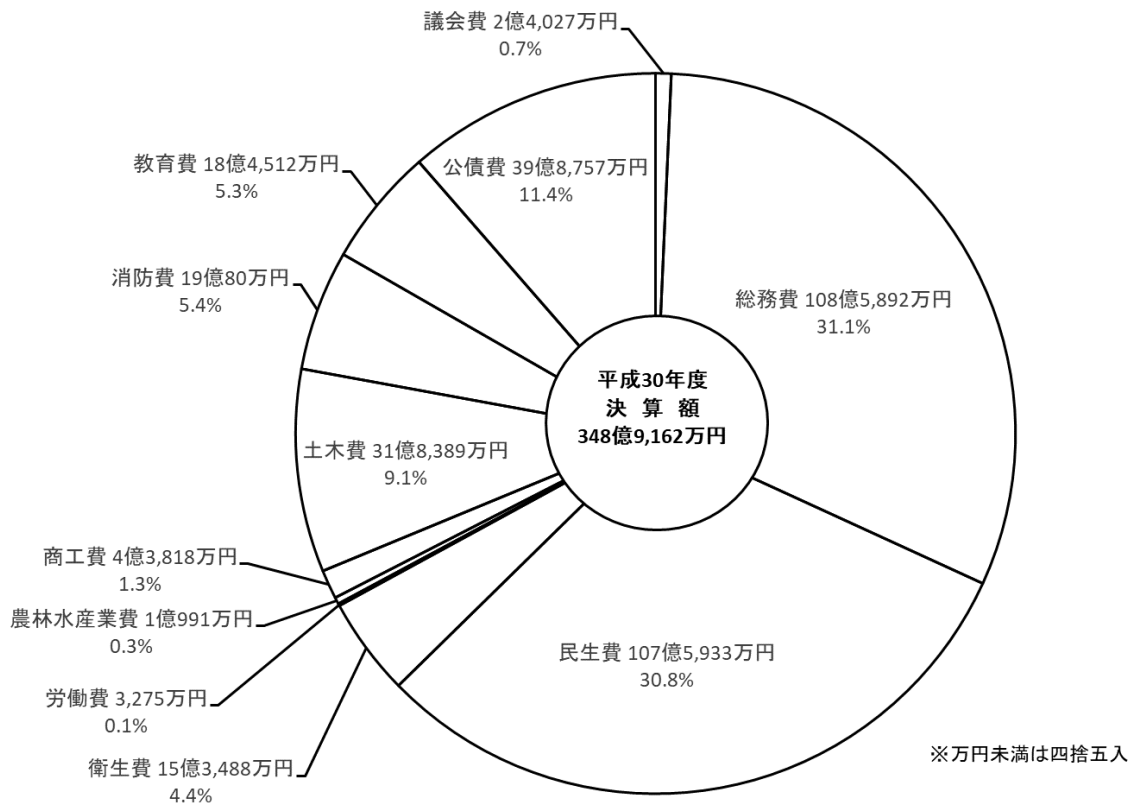 議会費 2億4,027万円
0.7%
総務費 108億5,892万円
31.1%
民生費 107億5,933万円
30.8%
衛生費 15億3,488万円
4.4%
労働費 3,275万円
0.1%
農林水産業費 1億991万円
0.3%
商工費 4億3,818万円
1.3%
土木費 31億8,389万円
9.1%
消防費 19億80万円
5.4%
教育費 18億4,512万円
5.3%
公債費 39億8,757万円
11.4%
平成30年度
決 算 額
348億9,162万円
※万円未満は四捨五入